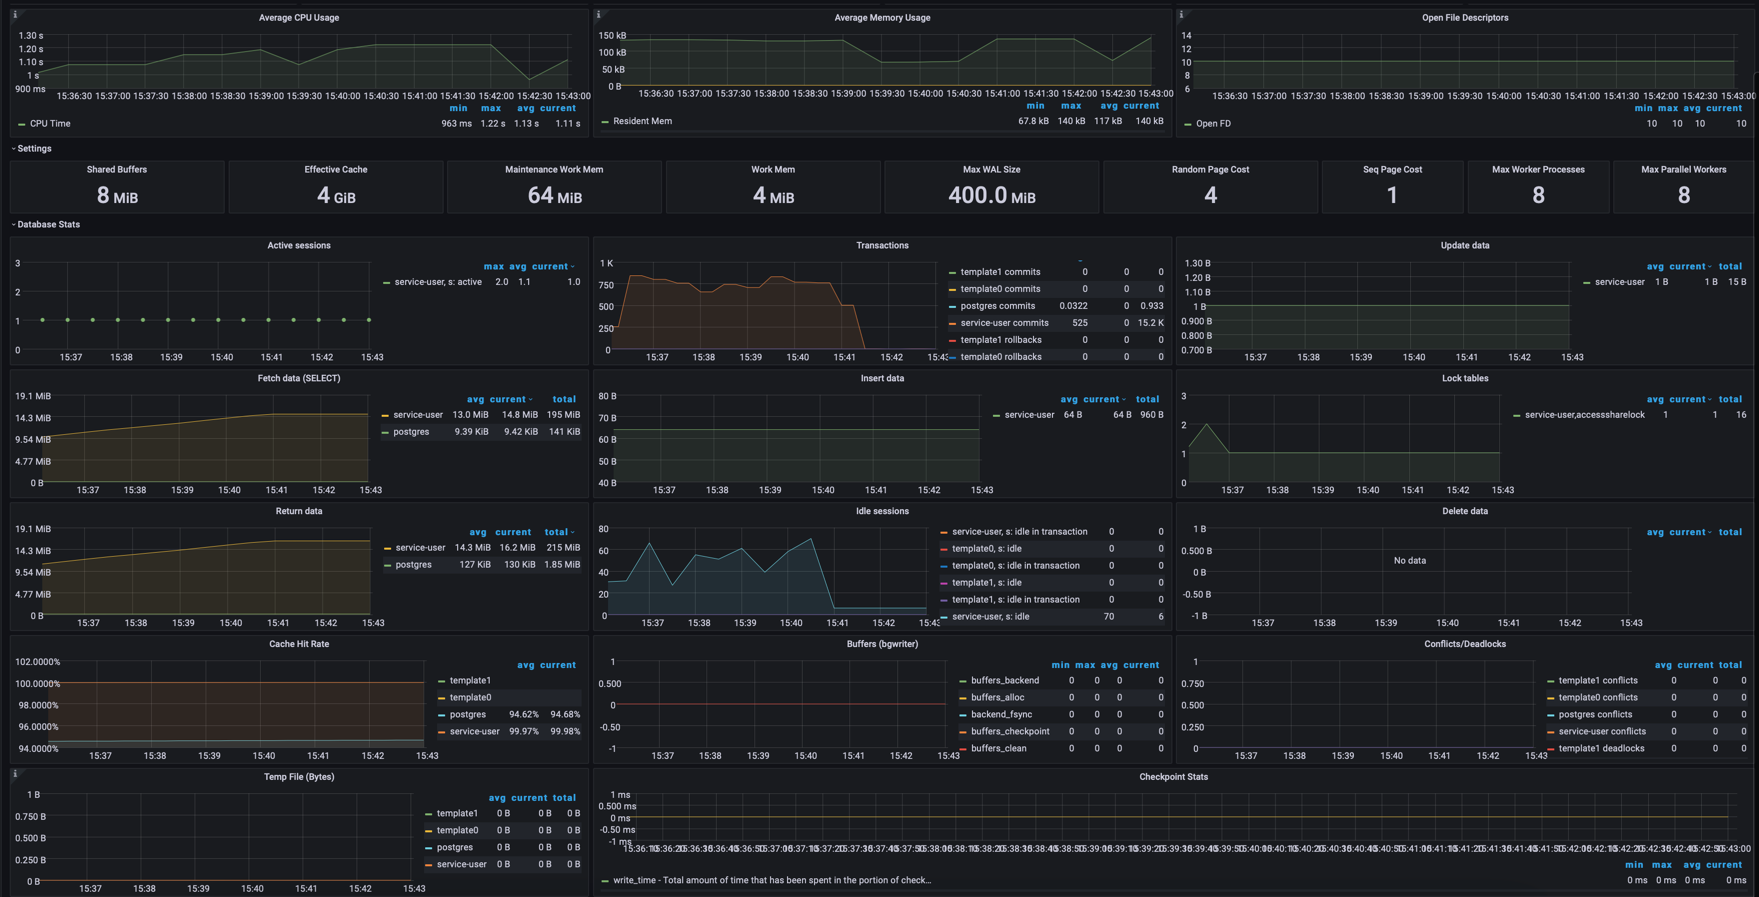 Average CPU Usage
1.30 s
1.20 s
1.10 s
1 s
900 ms
15:36:30 15:37:00 15:37:30 15:38:00 15:38:30 15:39:00 15:39:30 15:40:00 15:40:30 15:41:00 15:41:30 15:42:00 15:42:30 15:43:00
min max avg current
CPU Time 963 ms 1.22 s 1.13 s 1.11 s
Average Memory Usage
150 kB
100 kB
50 kB
0 B
15:36:30 15:37:00 15:37:30 15:38:00 15:38:30 15:39:00 15:39:30 15:40:00 15:40:30 15:41:00 15:41:30 15:42:00 15:42:30 15:43:00
min max avg current
Resident Mem 67.8 kB 140 kB 117 kB 140 kB
Open File Descriptors
14
12
10
8
6
15:36:30 15:37:00 15:37:30 15:38:00 15:38:30 15:39:00 15:39:30 15:40:00 15:40:30 15:41:00 15:41:30 15:42:00 15:42:30 15:43:00
min max avg current
Open FD 10 10 10 10
Settings
Shared Buffers
8 MiB
Effective Cache
4 GiB
Maintenance Work Mem
64 MiB
Work Mem
4 MiB
Max WAL Size
400.0 MiB
Random Page Cost
4
Seq Page Cost
1
Max Worker Processes
8
Max Parallel Workers
8
Database Stats
Active sessions
3
2
1
0
15:37 15:38 15:39 15:40 15:41 15:42 15:43
max avg current
service-user, s: active 2.0 1.1 1.0
Transactions
1 K
750
500
250
0
15:37 15:38 15:39 15:40 15:41 15:42 15:43
template1 commits 0 0 0
template0 commits 0 0 0
postgres commits 0.0322 0 0.933
service-user commits 525 0 15.2 K
template1 rollbacks 0 0 0
template0 rollbacks 0 0 0
Update data
1.30 B
1.20 B
1.10 B
1 B
0.900 B
0.800 B
0.700 B
15:37 15:38 15:39 15:40 15:41 15:42 15:43
avg current total
service-user 1 B 1 B 15 B
Fetch data (SELECT)
19.1 MiB
14.3 MiB
9.54 MiB
4.77 MiB
0 B
15:37 15:38 15:39 15:40 15:41 15:42 15:43
avg current total
service-user 13.0 MiB 14.8 MiB 195 MiB
postgres 9.39 KiB 9.42 KiB 141 KiB
Insert data
80 B
70 B
60 B
50 B
40 B
15:37 15:38 15:39 15:40 15:41 15:42 15:43
avg current total
service-user 64 B 64 B 960 B
Lock tables
3
2
1
0
15:37 15:38 15:39 15:40 15:41 15:42 15:43
avg current total
service-user,accesssharelock 1 1 16
Return data
19.1 MiB
14.3 MiB
9.54 MiB
4.77 MiB
0 B
15:37 15:38 15:39 15:40 15:41 15:42 15:43
avg current total
service-user 14.3 MiB 16.2 MiB 215 MiB
postgres 127 KiB 130 KiB 1.85 MiB
Idle sessions
80
60
40
20
0
15:37 15:38 15:39 15:40 15:41 15:42 15:43
service-user, s: idle in transaction 0 0
template0, s: idle 0 0
template0, s: idle in transaction 0 0
template1, s: idle 0 0
template1, s: idle in transaction 0 0
service-user, s: idle 70 6
Delete data
1 B
0.500 B
0 B
-0.50 B
-1 B
No data
15:37 15:38 15:39 15:40 15:41 15:42 15:43
avg current total
Cache Hit Rate
102.0000%
100.0000%
98.0000%
96.0000%
94.0000%
15:37 15:38 15:39 15:40 15:41 15:42 15:43
avg current
template1
template0
postgres 94.62% 94.68%
service-user 99.97% 99.98%
Buffers (bgwriter)
1
0.500
0
-0.50
-1
15:37 15:38 15:39 15:40 15:41 15:42 15:43
min max avg current
buffers_backend 0 0 0 0
buffers_alloc 0 0 0 0
backend_fsync 0 0 0 0
buffers_checkpoint 0 0 0 0
buffers_clean 0 0 0 0
Conflicts/Deadlocks
1
0.750
0.500
0.250
0
15:37 15:38 15:39 15:40 15:41 15:42 15:43
avg current total
template1 conflicts 0 0 0
template0 conflicts 0 0 0
postgres conflicts 0 0 0
service-user conflicts 0 0 0
template1 deadlocks 0 0 0
Temp File (Bytes)
1 B
0.750 B
0.500 B
0.250 B
0 B
15:37 15:38 15:39 15:40 15:41 15:42 15:43
avg current total
template1 0 B 0 B 0 B
template0 0 B 0 B 0 B
postgres 0 B 0 B 0 B
service-user 0 B 0 B 0 B
Checkpoint Stats
1 ms
0.500 ms
0 ms
-0.50 ms
-1 ms
min max avg current
write_time - Total amount of time that has been spent in the portion of check... 0 ms 0 ms 0 ms 0 ms